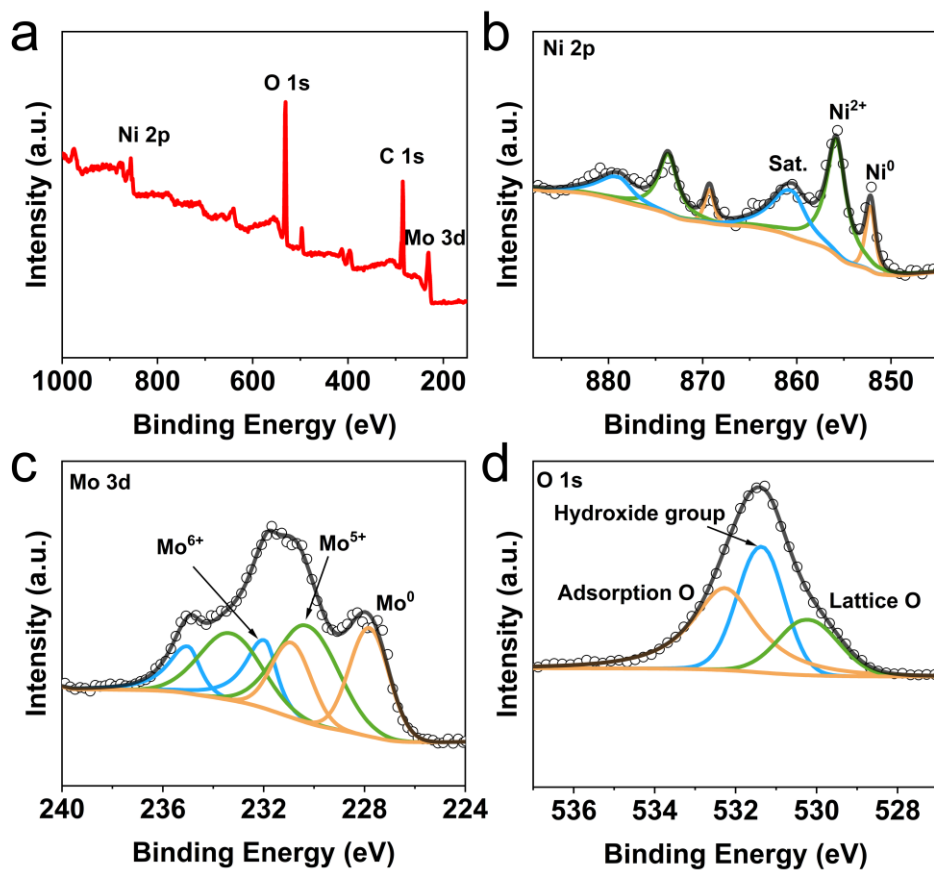 a
O 1s
Ni 2p
C 1s
Mo 3d
Intensity (a.u.)
1000 800 600 400 200
Binding Energy (eV)
b
Ni 2p
Ni²⁺
Sat.
Ni⁰
Intensity (a.u.)
880 870 860 850
Binding Energy (eV)
c
Mo 3d
Mo⁶⁺
Mo⁵⁺
Mo⁰
Intensity (a.u.)
240 236 232 228 224
Binding Energy (eV)
d
O 1s
Hydroxide group
Adsorption O
Lattice O
Intensity (a.u.)
536 534 532 530 528
Binding Energy (eV)